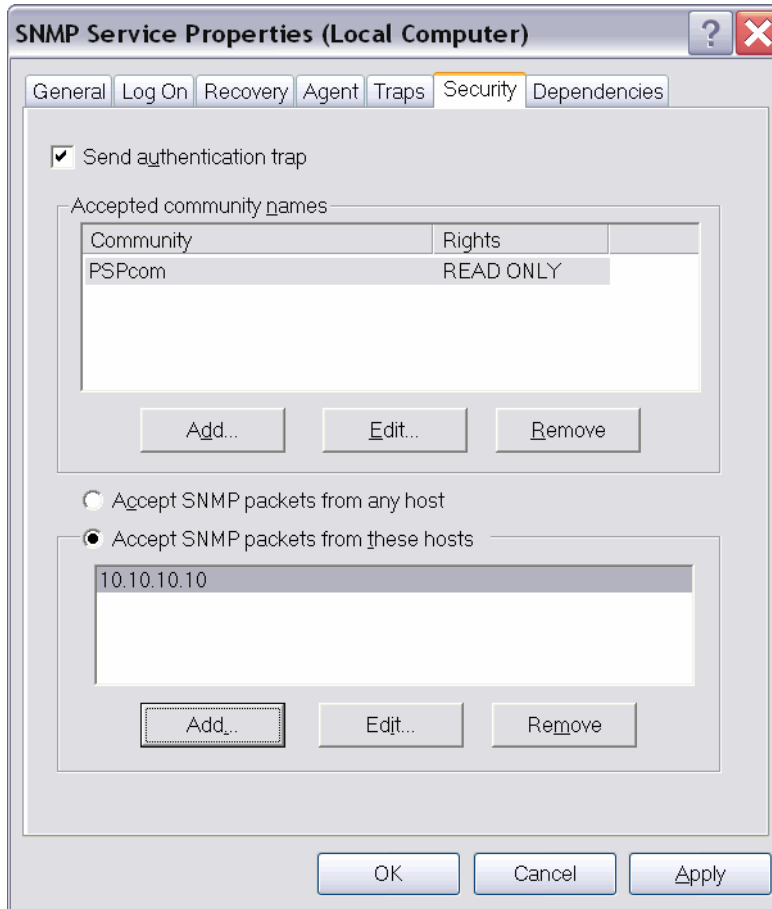 SNMP Service Properties (Local Computer)
General Log On Recovery Agent Traps Security Dependencies
Send authentication trap
Accepted community names
Community Rights
PSPcom READ ONLY
Add... Edit... Remove
Accept SNMP packets from any host
Accept SNMP packets from these hosts
10.10.10.10
Add... Edit... Remove
OK Cancel Apply